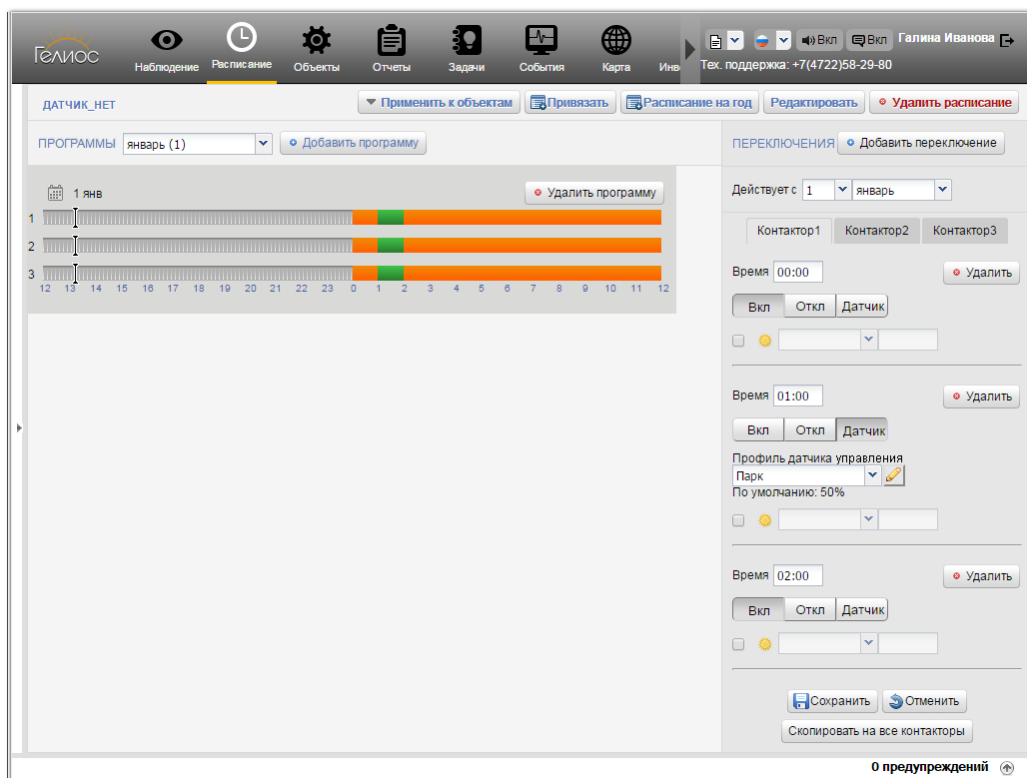 Гелиос
Наблюдение Расписание Объекты Отчеты Задачи События Карта Инв
Вкл Вкл Галина Иванова
Тех. поддержка: +7(4722)58-29-80
ДАТЧИК_НЕТ Применить к объектам Привязать Расписание на год Редактировать Удалить расписание
ПРОГРАММЫ январь (1) Добавить программу
1 янв Удалить программу
1
2
3
12 13 14 15 16 17 18 19 20 21 22 23 0 1 2 3 4 5 6 7 8 9 10 11 12
ПЕРЕКЛЮЧЕНИЯ Добавить переключение
Действует с 1 январь
Контактор1 Контактор2 Контактор3
Время 00:00 Удалить
Вкл Откл Датчик
Время 01:00 Удалить
Вкл Откл Датчик
Профиль датчика управления
Парк
По умолчанию: 50%
Время 02:00 Удалить
Вкл Откл Датчик
Сохранить Отменить
Скопировать на все контакторы
0 предупреждений